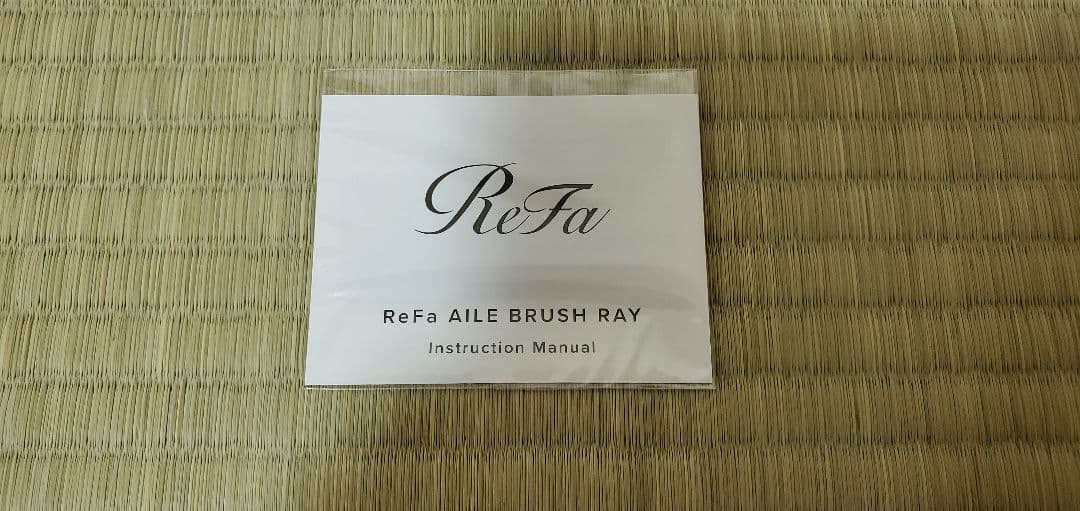 ReFa
ReFa AILE BRUSH RAY
Instruction Manual